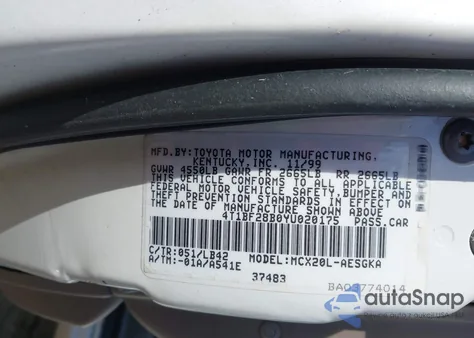 MFD.BY:TOYOTA MOTOR MANUFACTURING,
KENTUCKY,INC. 11/99
GVWR 4550LB GAWR FR 2665LB RR 2665LB
THIS VEHICLE CONFORMS TO ALL APPLICABLE
FEDERAL MOTOR VEHICLE SAFETY, BUMPER, AND
THEFT PREVENTION STANDARDS IN EFFECT ON
THE DATE OF MANUFACTURE SHOWN ABOVE.
4T1BF28B0YU020175 PASS.CAR
C/TR:051/LB42 MODEL:MCX20L-AESGKA
A/TM:-01A/A541E
37483
BA03774014
autoSnap